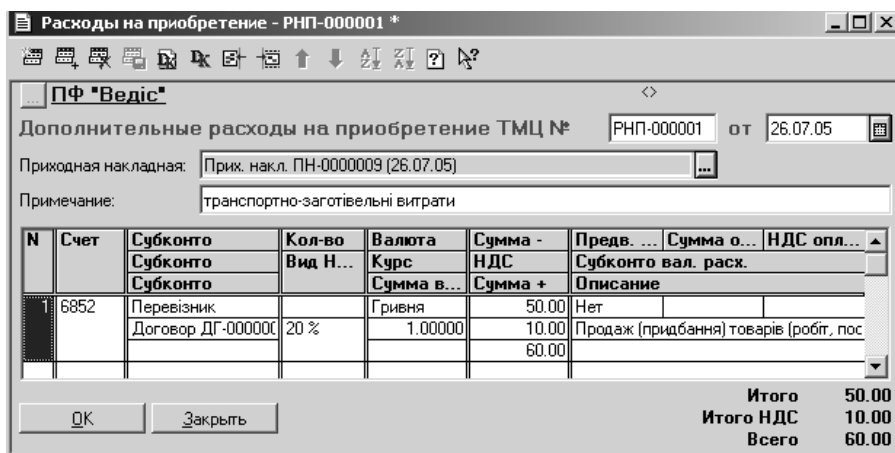 Расходы на приобретение - РНП-000001 *
... ПФ "Ведіс" <>
Дополнительные расходы на приобретение ТМЦ № РНП-000001 от 26.07.05
Приходная накладная: Прих. накл. ПН-0000009 (26.07.05) ...
Примечание: транспортно-заготівельні витрати
N Счет Субконто Кол-во Валюта Сумма - Предв. ... Сумма о... НДС опл...
Субконто Вид Н... Курс НДС Субконто вал. расх.
Субконто Сумма в... Сумма + Описание
1 6852 Перевізник Гривня 50.00 Нет
Договор ДГ-000000 20 % 1.00000 10.00 Продаж (придбання) товарів (робіт, пос
60.00
Итого 50.00
OK Закрыть Итого НДС 10.00
Всего 60.00